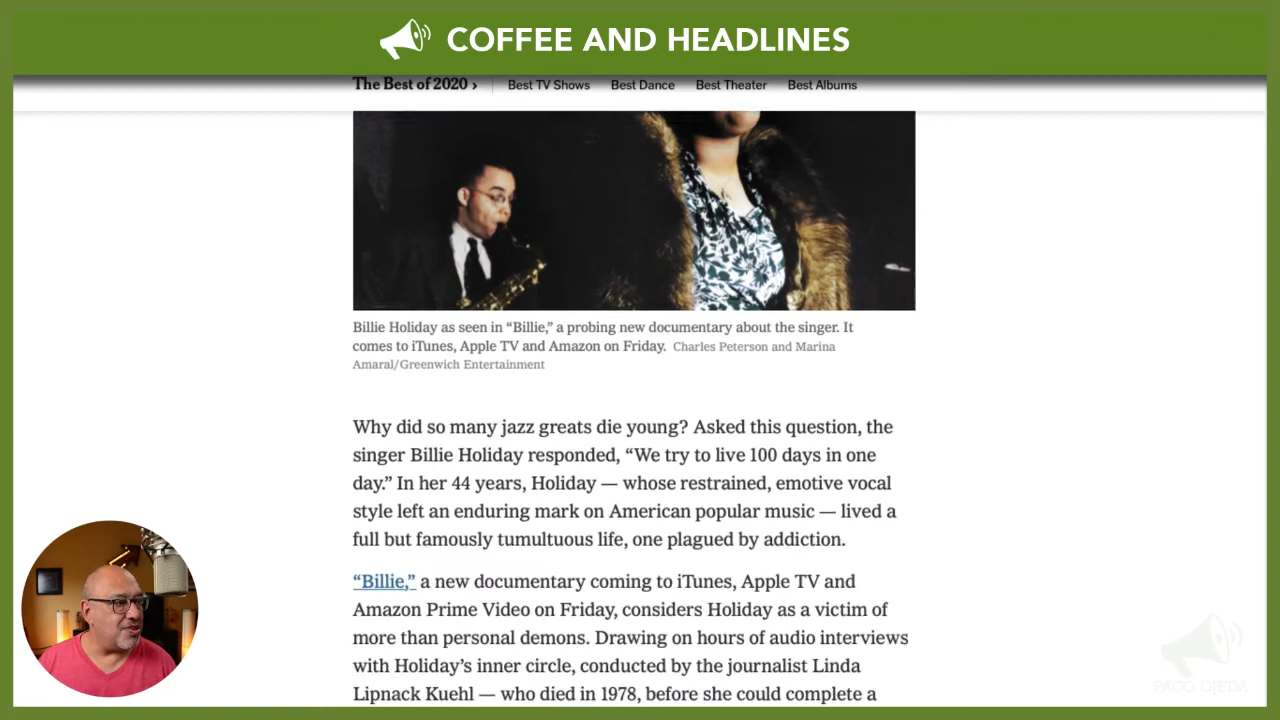 COFFEE AND HEADLINES
The Best of 2020 › Best TV Shows Best Dance Best Theater Best Albums
Billie Holiday as seen in “Billie,” a probing new documentary about the singer. It
comes to iTunes, Apple TV and Amazon on Friday. Charles Peterson and Marina
Amaral/Greenwich Entertainment
Why did so many jazz greats die young? Asked this question, the
singer Billie Holiday responded, “We try to live 100 days in one
day.” In her 44 years, Holiday — whose restrained, emotive vocal
style left an enduring mark on American popular music — lived a
full but famously tumultuous life, one plagued by addiction.
“Billie,” a new documentary coming to iTunes, Apple TV and
Amazon Prime Video on Friday, considers Holiday as a victim of
more than personal demons. Drawing on hours of audio interviews
with Holiday’s inner circle, conducted by the journalist Linda
Lipnack Kuehl — who died in 1978, before she could complete a
PACO OJEDA